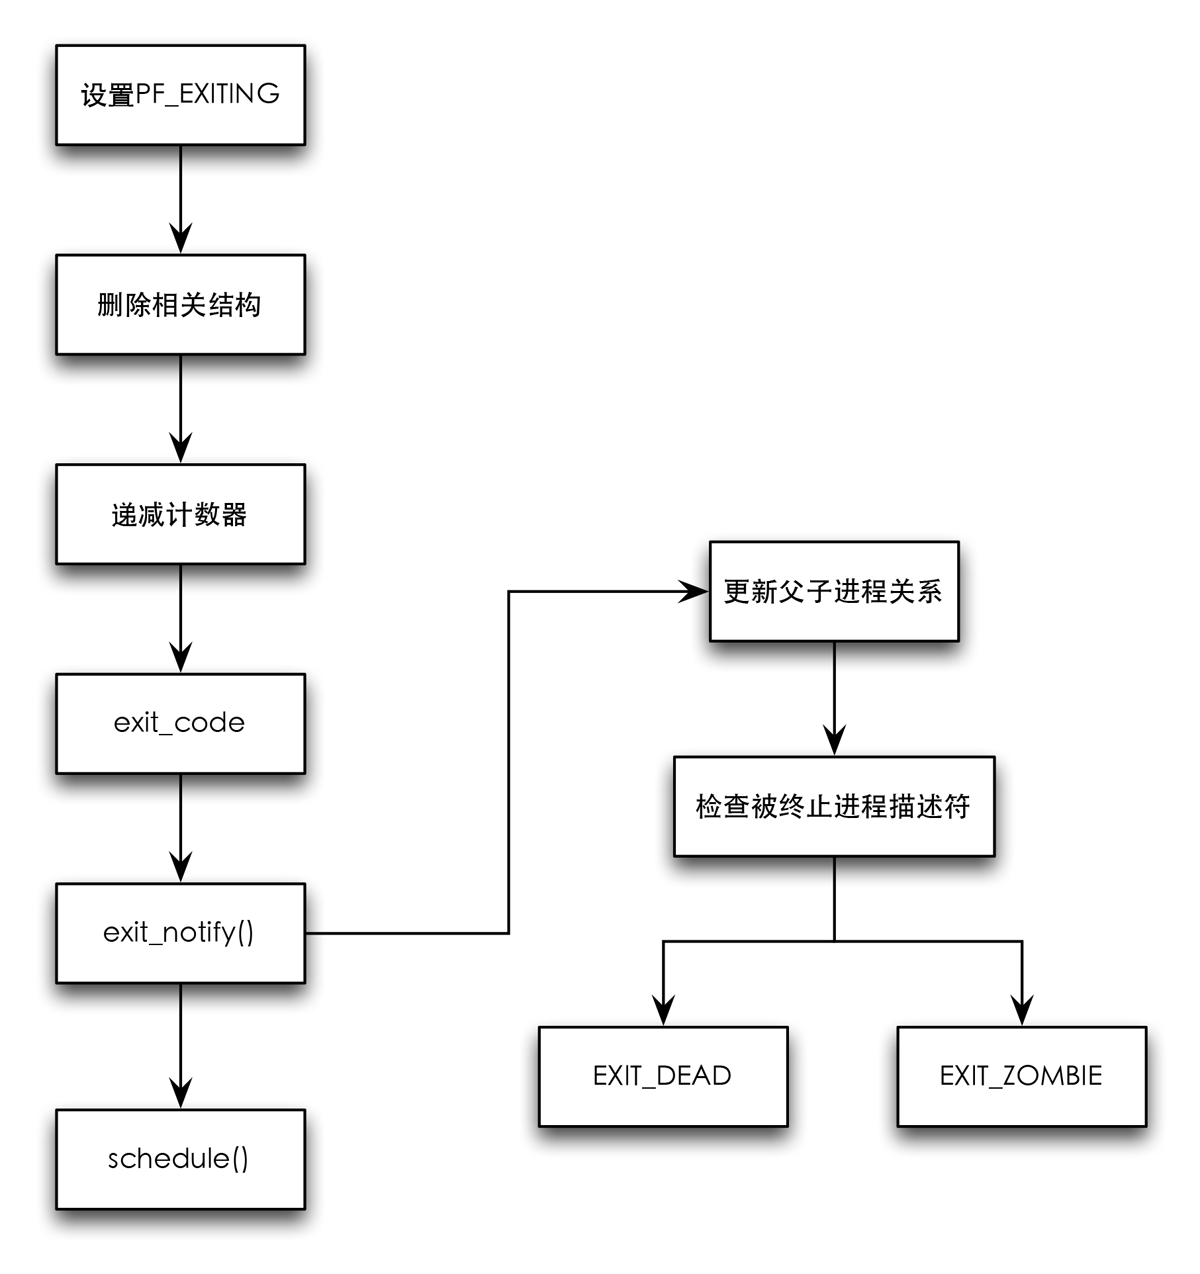 设置PF_EXITING
删除相关结构
递减计数器
exit_code
exit_notify()
schedule()
更新父子进程关系
检查被终止进程描述符
EXIT_DEAD
EXIT_ZOMBIE